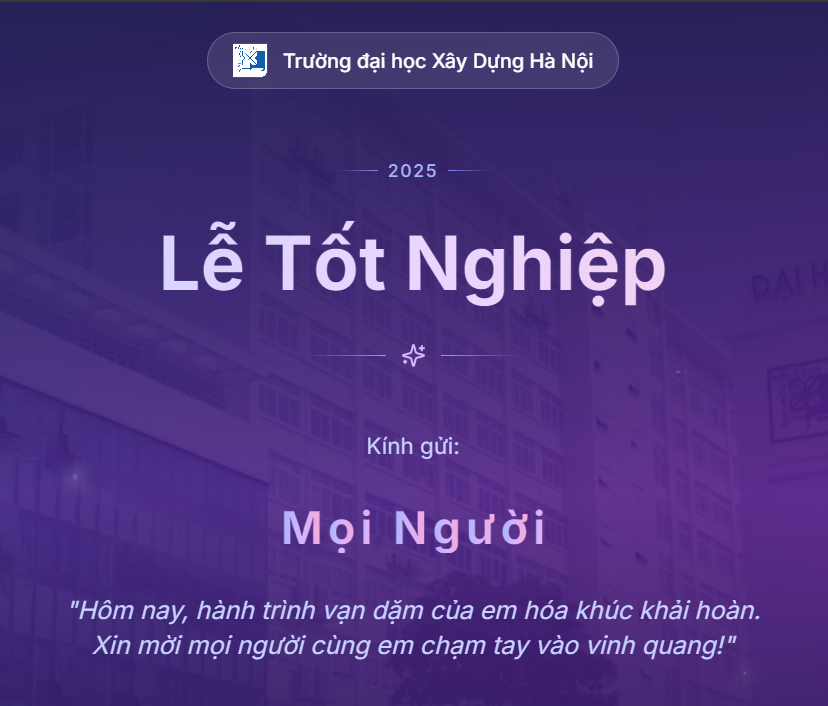 Trường đại học Xây Dựng Hà Nội
2025
Lễ Tốt Nghiệp
Kính gửi:
Mọi Người
"Hôm nay, hành trình vạn dặm của em hóa khúc khải hoàn.
Xin mời mọi người cùng em chạm tay vào vinh quang!"
ĐẠI H